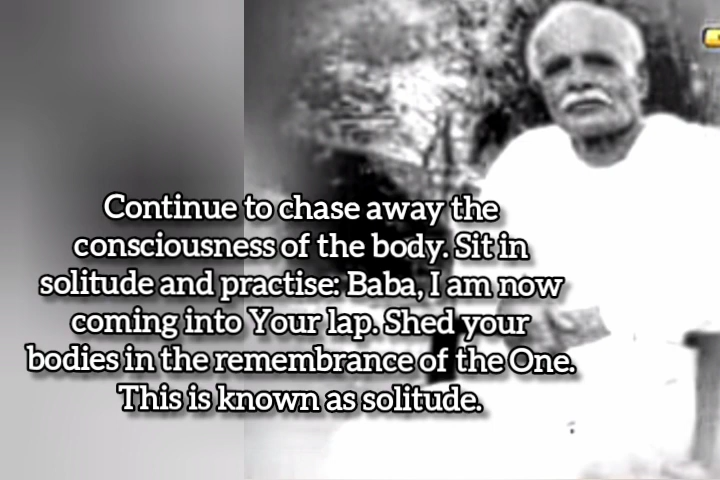 Continue to chase away the
consciousness of the body. Sit in
solitude and practise: Baba, I am now
coming into Your lap. Shed your
bodies in the remembrance of the One.
This is known as solitude.